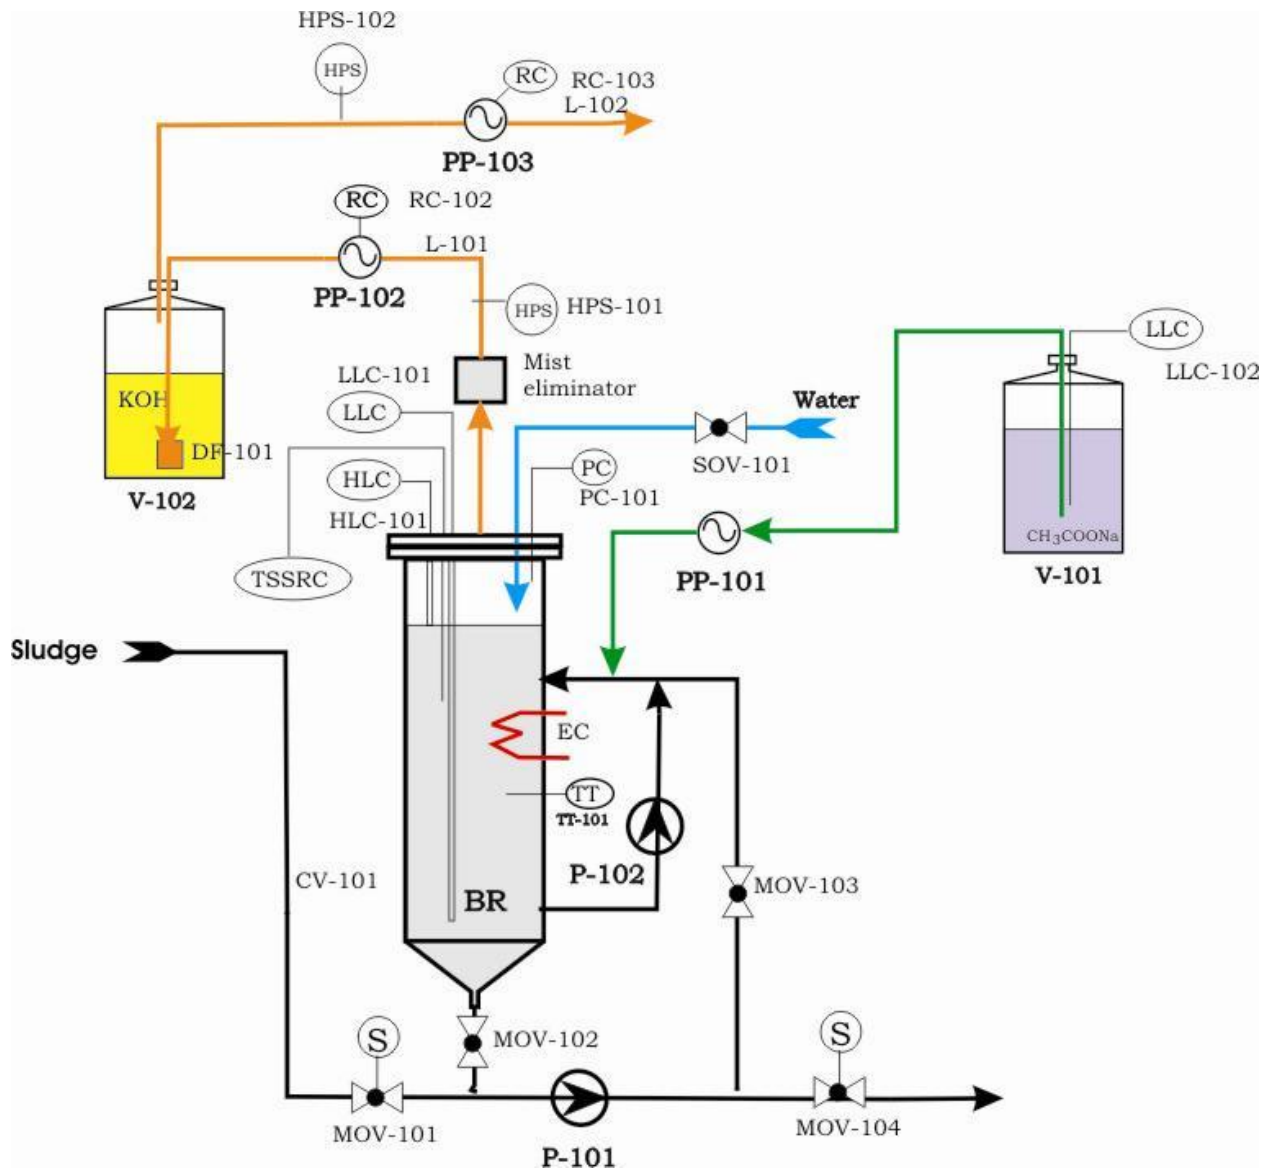 HPS-102
HPS
RC
RC-103
L-102
PP-103
RC
RC-102
L-101
PP-102
HPS
HPS-101
LLC
LLC-102
LLC-101
Mist
eliminator
KOH
LLC
Water
DF-101
SOV-101
V-102
HLC
PC
PC-101
HLC-101
CH₃COONa
TSSRC
PP-101
V-101
Sludge
EC
TT
TT-101
P-102
CV-101
MOV-103
BR
S
MOV-102
S
MOV-101
MOV-104
P-101